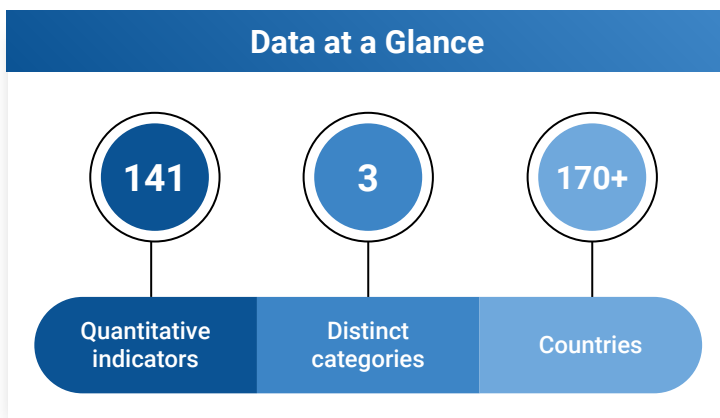 Data at a Glance
141
3
170+
Quantitative
indicators
Distinct
categories
Countries